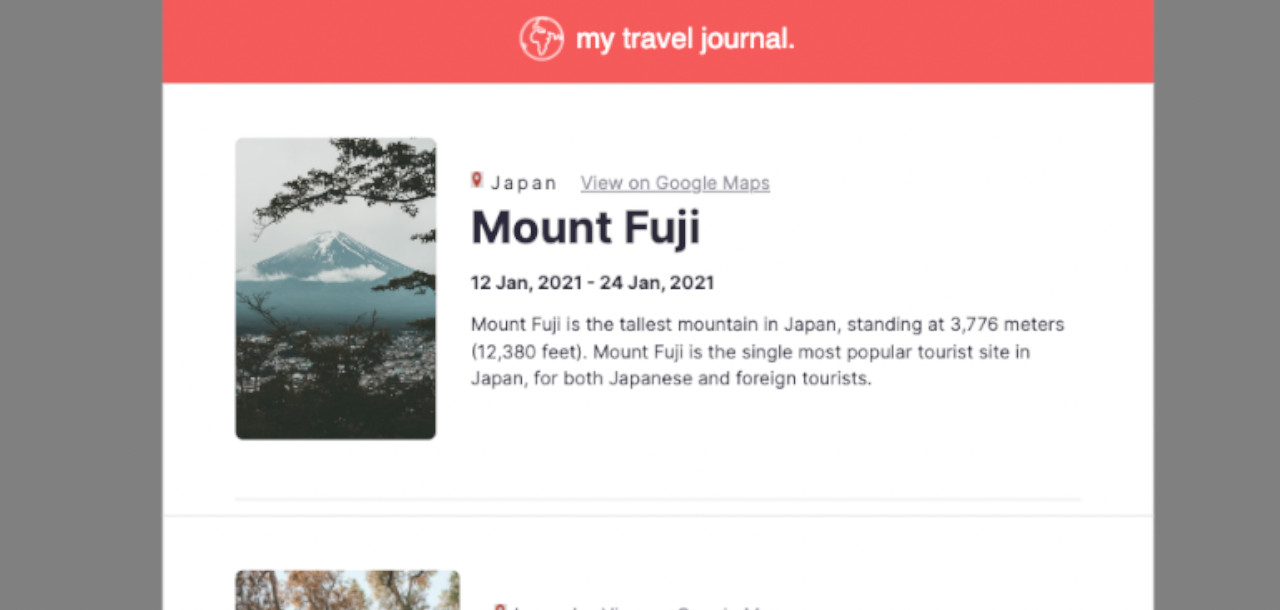 my travel journal.
Japan View on Google Maps
Mount Fuji
12 Jan, 2021 - 24 Jan, 2021
Mount Fuji is the tallest mountain in Japan, standing at 3,776 meters
(12,380 feet). Mount Fuji is the single most popular tourist site in
Japan, for both Japanese and foreign tourists.